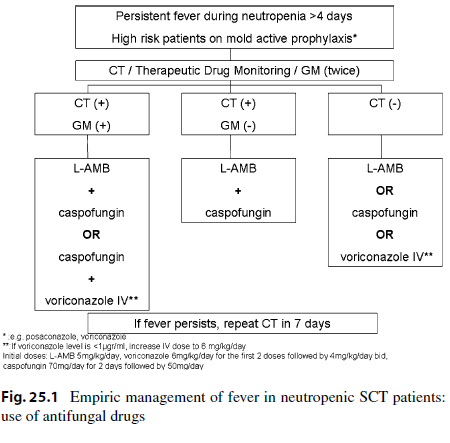 Persistent fever during neutropenia >4 days
High risk patients on mold active prophylaxis*
CT / Therapeutic Drug Monitoring / GM (twice)
CT (+)
GM (+)
CT (+)
GM (-)
CT (-)
L-AMB
+
caspofungin
OR
caspofungin
+
voriconazole IV**
L-AMB
+
caspofungin
L-AMB
OR
caspofungin
OR
voriconazole IV**
If fever persists, repeat CT in 7 days
* : e.g. posaconazole, voriconazole
**: If voriconazole level is <1µgr/ml, increase IV dose to 6 mg/kg/day
Initial doses: L-AMB 5mg/kg/day, voriconazole 6mg/kg/day for the first 2 doses followed by 4mg/kg/day bid,
caspofungin 70mg/day for 2 days followed by 50mg/day
Fig. 25.1 Empiric management of fever in neutropenic SCT patients:
use of antifungal drugs